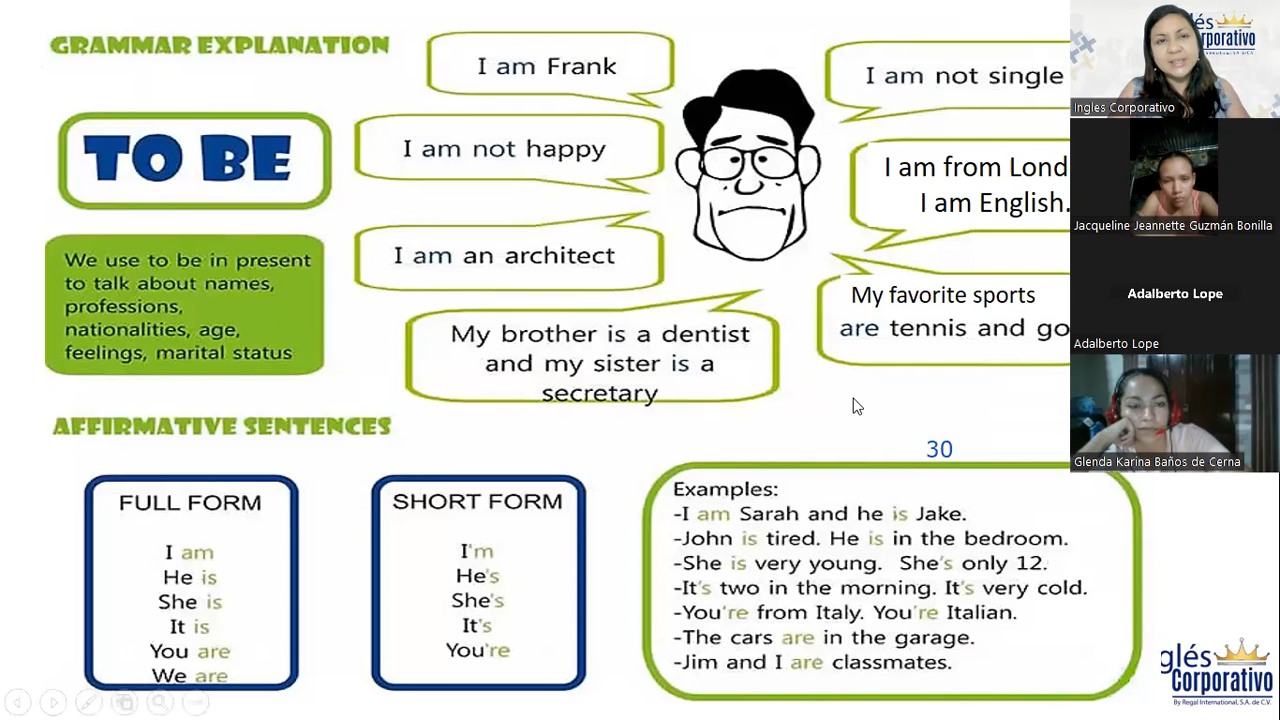 GRAMMAR EXPLANATION
TO BE
We use to be in present
to talk about names,
professions,
nationalities, age,
feelings, marital status
I am Frank
I am not happy
I am an architect
My brother is a dentist
and my sister is a
secretary
I am not single
I am from Lond
I am English.
My favorite sports
are tennis and go
AFFIRMATIVE SENTENCES
FULL FORM
I am
He is
She is
It is
You are
We are
SHORT FORM
I'm
He's
She's
It's
You're
30
Examples:
-I am Sarah and he is Jake.
-John is tired. He is in the bedroom.
-She is very young. She's only 12.
-It's two in the morning. It's very cold.
-You're from Italy. You're Italian.
-The cars are in the garage.
-Jim and I are classmates.
glés
Corporativo
By Regal International, S.A. de C.V.
és
rporativo
Ingles Corporativo
Jacqueline Jeannette Guzmán Bonilla
Adalberto Lope
Adalberto Lope
Glenda Karina Baños de Cerna